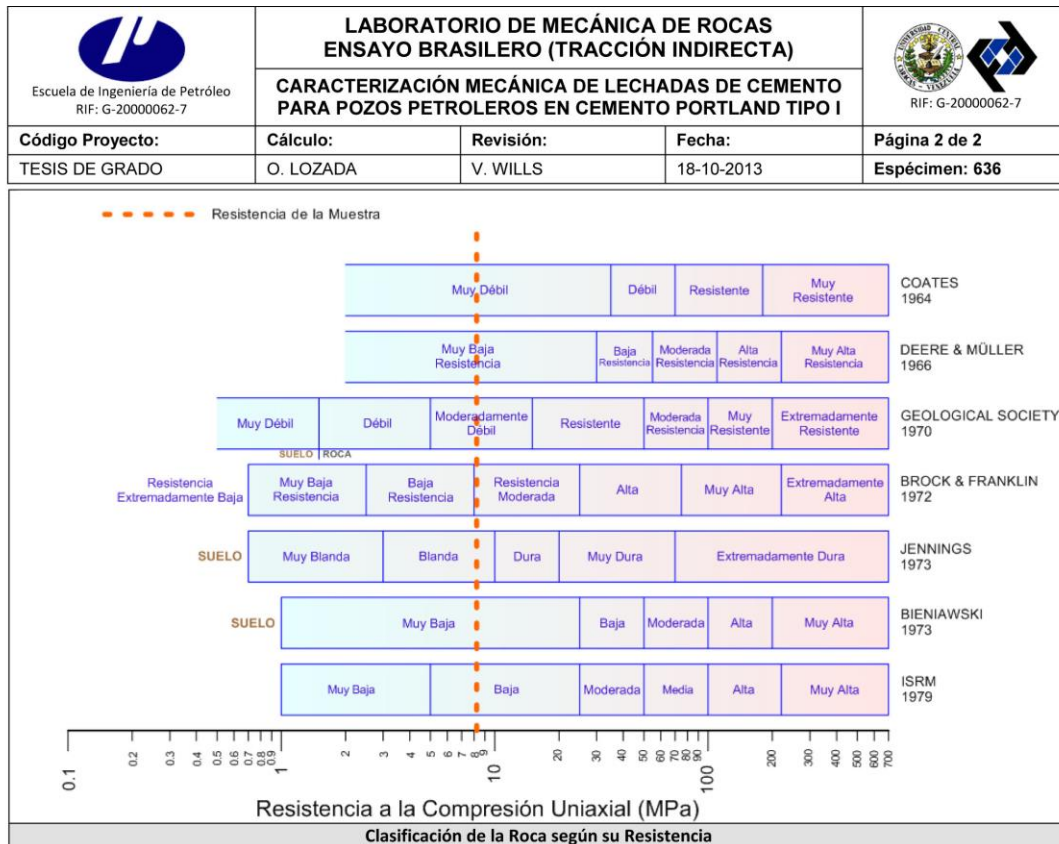 LABORATORIO DE MECÁNICA DE ROCAS
ENSAYO BRASILERO (TRACCIÓN INDIRECTA)
CARACTERIZACIÓN MECÁNICA DE LECHADAS DE CEMENTO
PARA POZOS PETROLEROS EN CEMENTO PORTLAND TIPO I
Escuela de Ingeniería de Petróleo
RIF: G-20000062-7
RIF: G-20000062-7
Código Proyecto: Cálculo: Revisión: Fecha: Página 2 de 2
TESIS DE GRADO O. LOZADA V. WILLS 18-10-2013 Espécimen: 636
Resistencia de la Muestra
Muy Débil Débil Resistente Muy
Resistente
COATES
1964
Muy Baja
Resistencia
Baja
Resistencia
Moderada
Resistencia
Alta
Resistencia
Muy Alta
Resistencia
DEERE & MÜLLER
1966
Muy Débil Débil Moderadamente
Débil
Resistente
Moderada
Resistencia
Muy
Resistente
Extremadamente
Resistente
GEOLOGICAL SOCIETY
1970
SUELO ROCA
Resistencia
Extremadamente Baja
Muy Baja
Resistencia
Baja
Resistencia
Resistencia
Moderada
Alta Muy Alta
Extremadamente
Alta
BROCK & FRANKLIN
1972
SUELO Muy Blanda Blanda Dura Muy Dura Extremadamente Dura
JENNINGS
1973
SUELO Muy Baja Baja Moderada Alta Muy Alta
BIENIAWSKI
1973
Muy Baja Baja Moderada Media Alta Muy Alta
ISRM
1979
0.1 0.2 0.3 0.4 0.5 0.6 0.7 0.8 0.9 1 2 3 4 5 6 7 8 9 10 20 30 40 50 60 70 80 90 100 200 300 400 500 600 700
Resistencia a la Compresión Uniaxial (MPa)
Clasificación de la Roca según su Resistencia